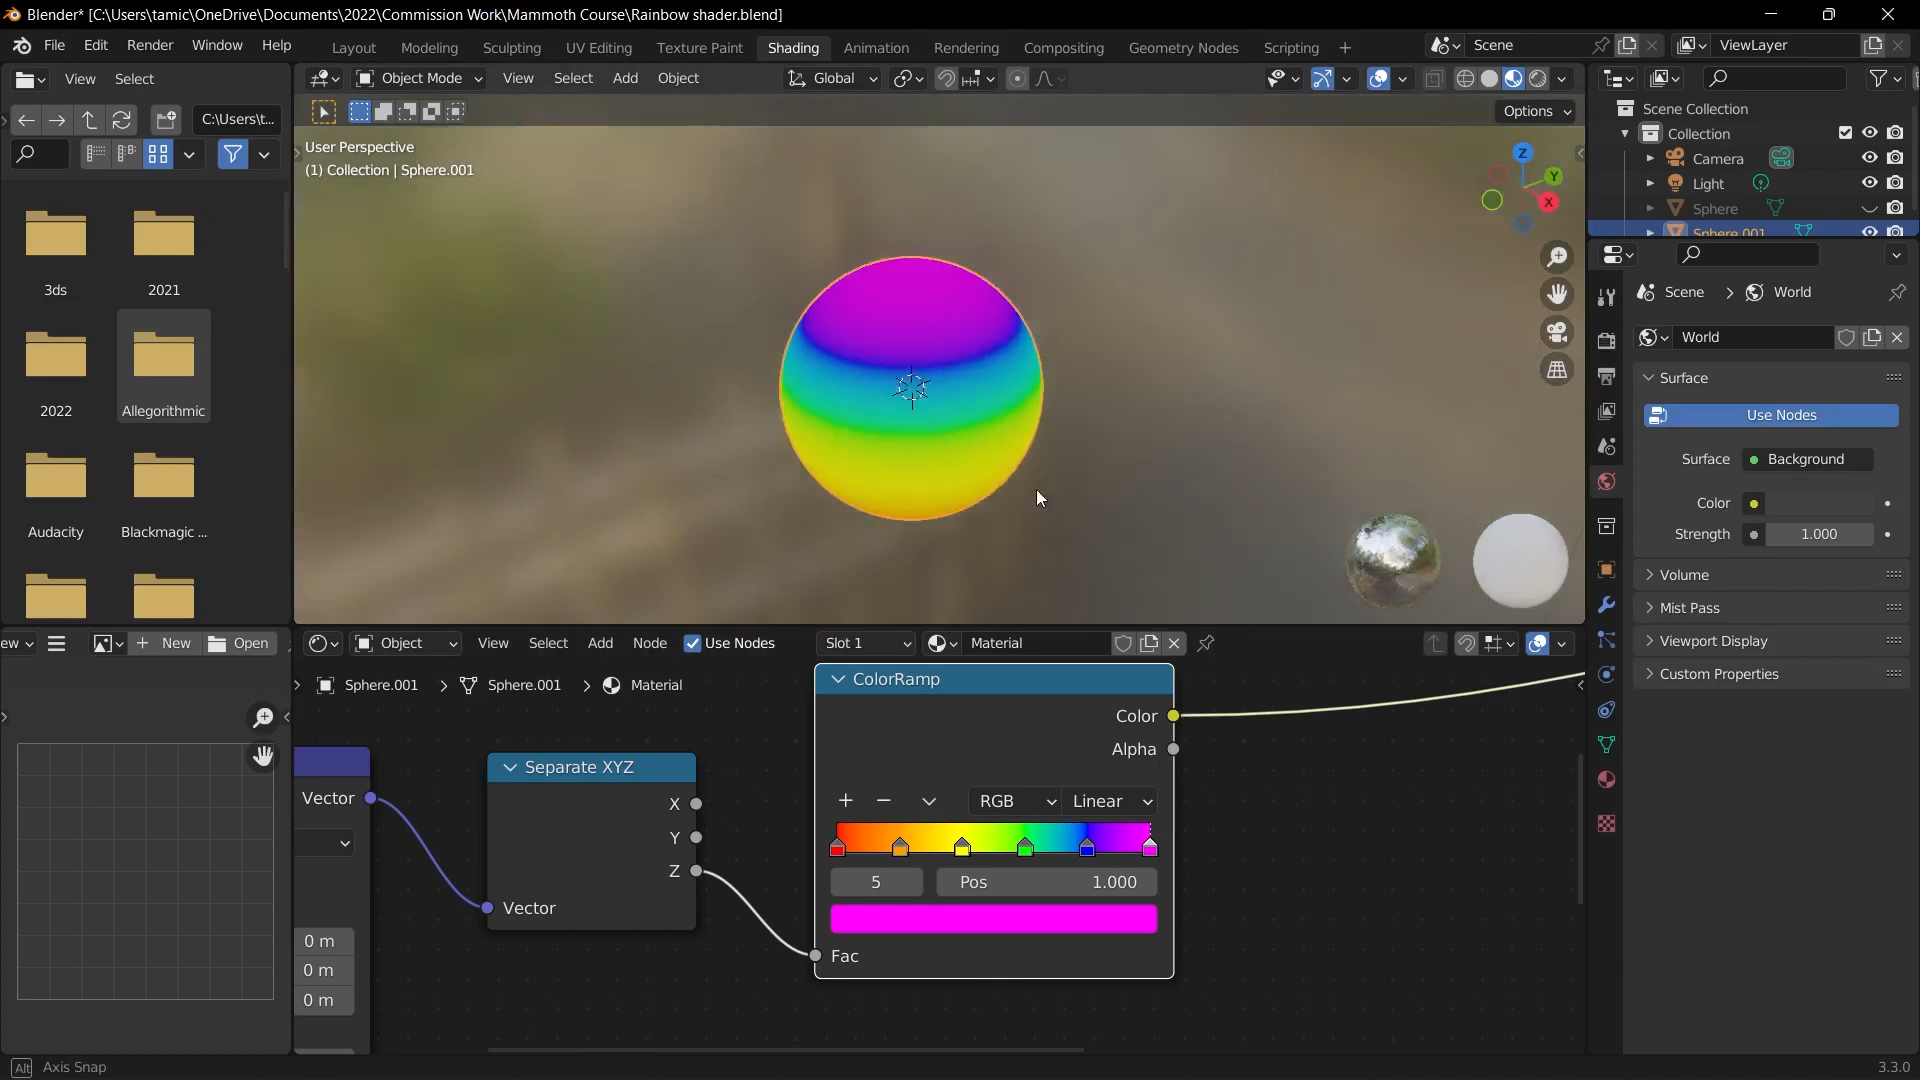 Blender* [C:\Users\tamic\OneDrive\Documents\2022\Commission Work\Mammoth Course\Rainbow shader.blend]
File Edit Render Window Help
Layout Modeling Sculpting UV Editing Texture Paint Shading Animation Rendering Compositing Geometry Nodes Scripting
Scene
ViewLayer
View Select
Object Mode View Select Add Object
Global
C:\Users\t...
Options
User Perspective
(1) Collection | Sphere.001
Z
Y
X
Scene Collection
Collection
Camera
Light
Sphere
Sphere.001
3ds 2021
2022 Allegorithmic
Audacity Blackmagic ...
Scene World
World
Surface
Use Nodes
Surface Background
Color
Strength 1.000
Volume
Mist Pass
Viewport Display
Custom Properties
ew New Open
Object View Select Add Node Use Nodes Slot 1 Material
Sphere.001 Sphere.001 Material
Vector
0 m
0 m
0 m
Separate XYZ
X
Y
Z
Vector
ColorRamp
Color
Alpha
RGB Linear
5 Pos 1.000
Fac
Alt Axis Snap
3.3.0